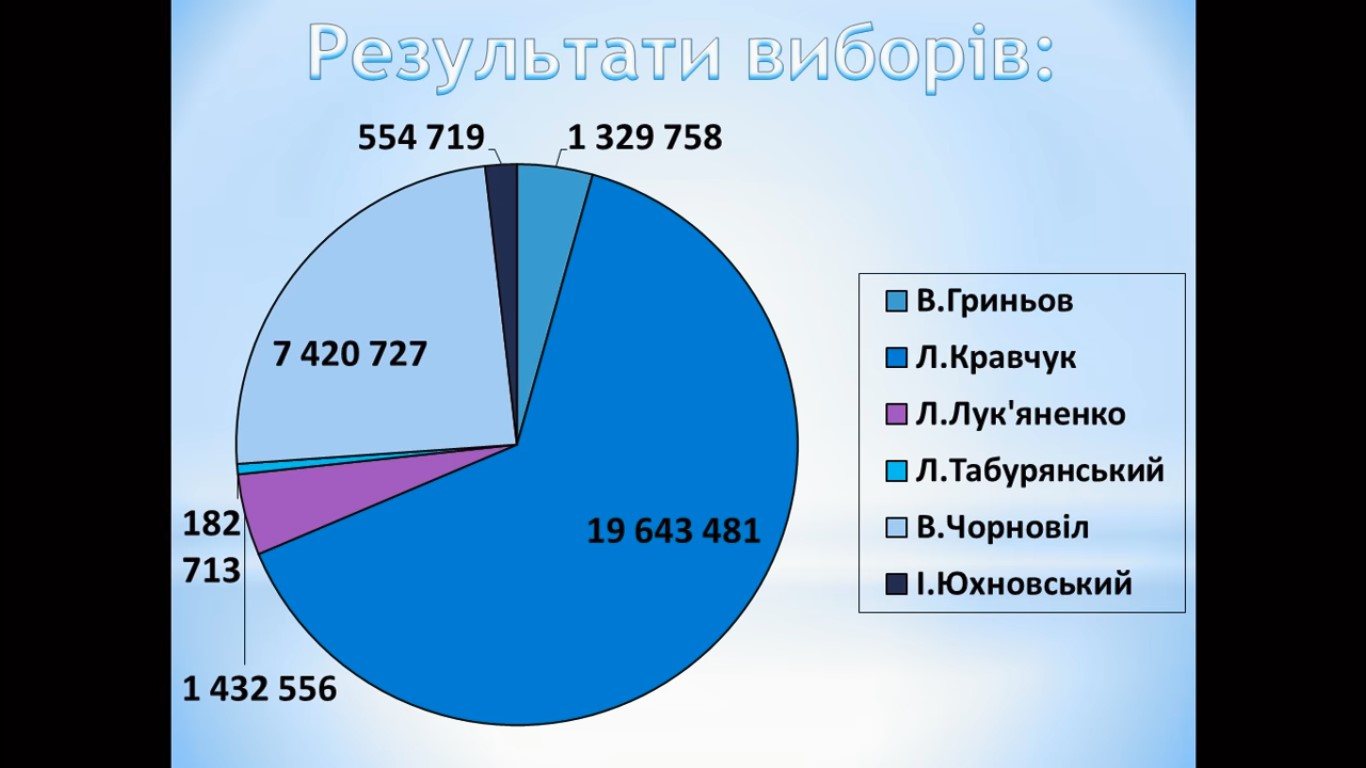 Результати виборів:
554 719
1 329 758
7 420 727
19 643 481
182
713
1 432 556
В.Гриньов
Л.Кравчук
Л.Лук'яненко
Л.Табурянський
В.Чорновіл
І.Юхновський